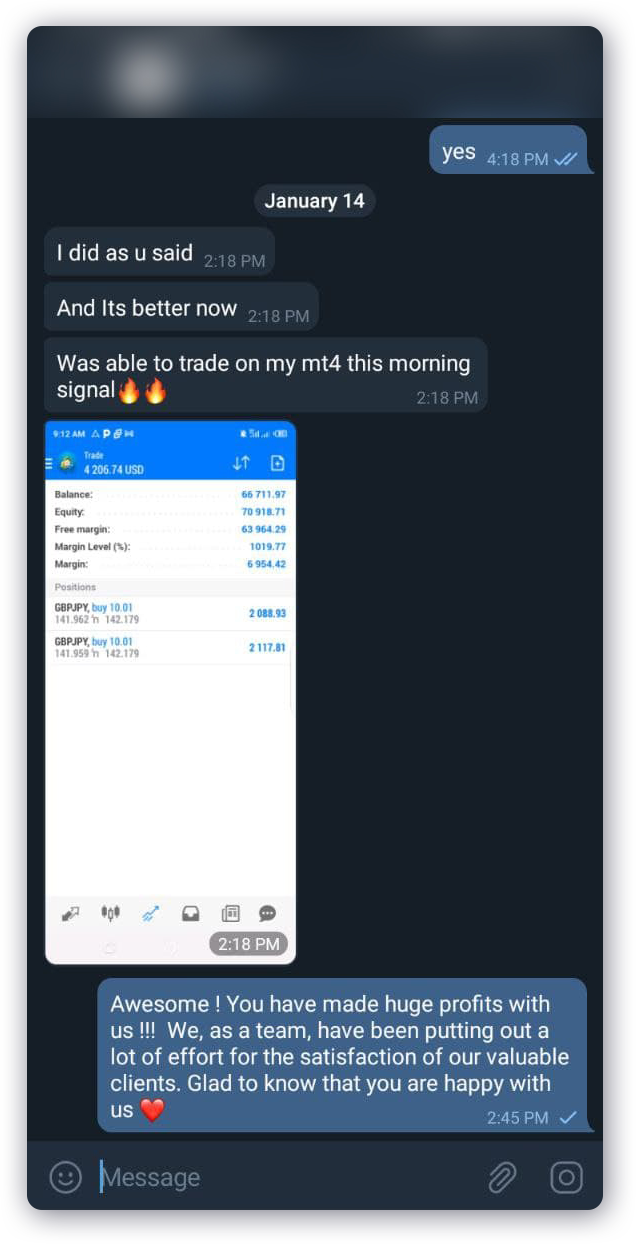 yes 4:18 PM
January 14
I did as u said 2:18 PM
And Its better now 2:18 PM
Was able to trade on my mt4 this morning
signal🔥🔥 2:18 PM
9:12 AM
Trade
4 206.74 USD
Balance: 66 711.97
Equity: 70 918.71
Free margin: 63 964.29
Margin Level (%): 1019.77
Margin: 6 954.42
Positions
GBPJPY, buy 10.01 2 088.93
141.962 142.179
GBPJPY, buy 10.01 2 117.81
141.959 142.179
2:18 PM
Awesome ! You have made huge profits with
us !!! We, as a team, have been putting out a
lot of effort for the satisfaction of our valuable
clients. Glad to know that you are happy with
us ❤️ 2:45 PM
Message